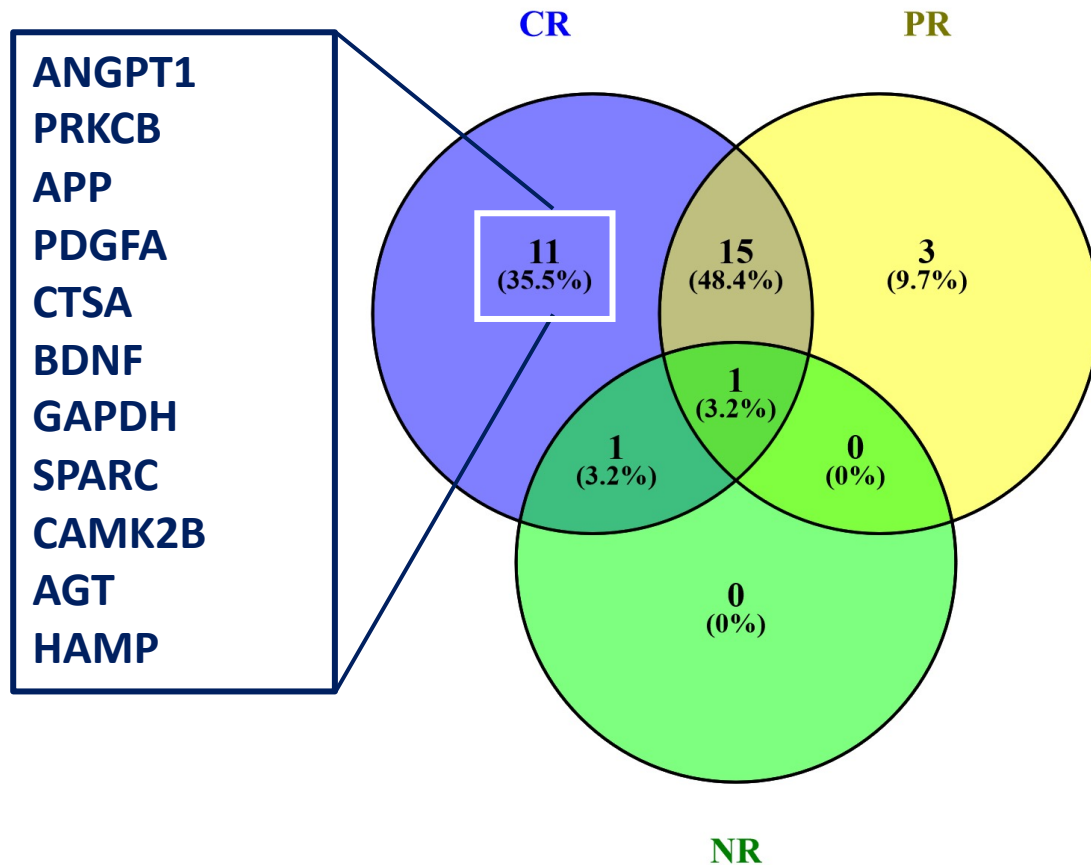 CR
PR
ANGPT1
PRKCB
APP
PDGFA
CTSA
BDNF
GAPDH
SPARC
CAMK2B
AGT
HAMP
11
(35.5%)
15
(48.4%)
3
(9.7%)
1
(3.2%)
1
(3.2%)
0
(0%)
0
(0%)
NR